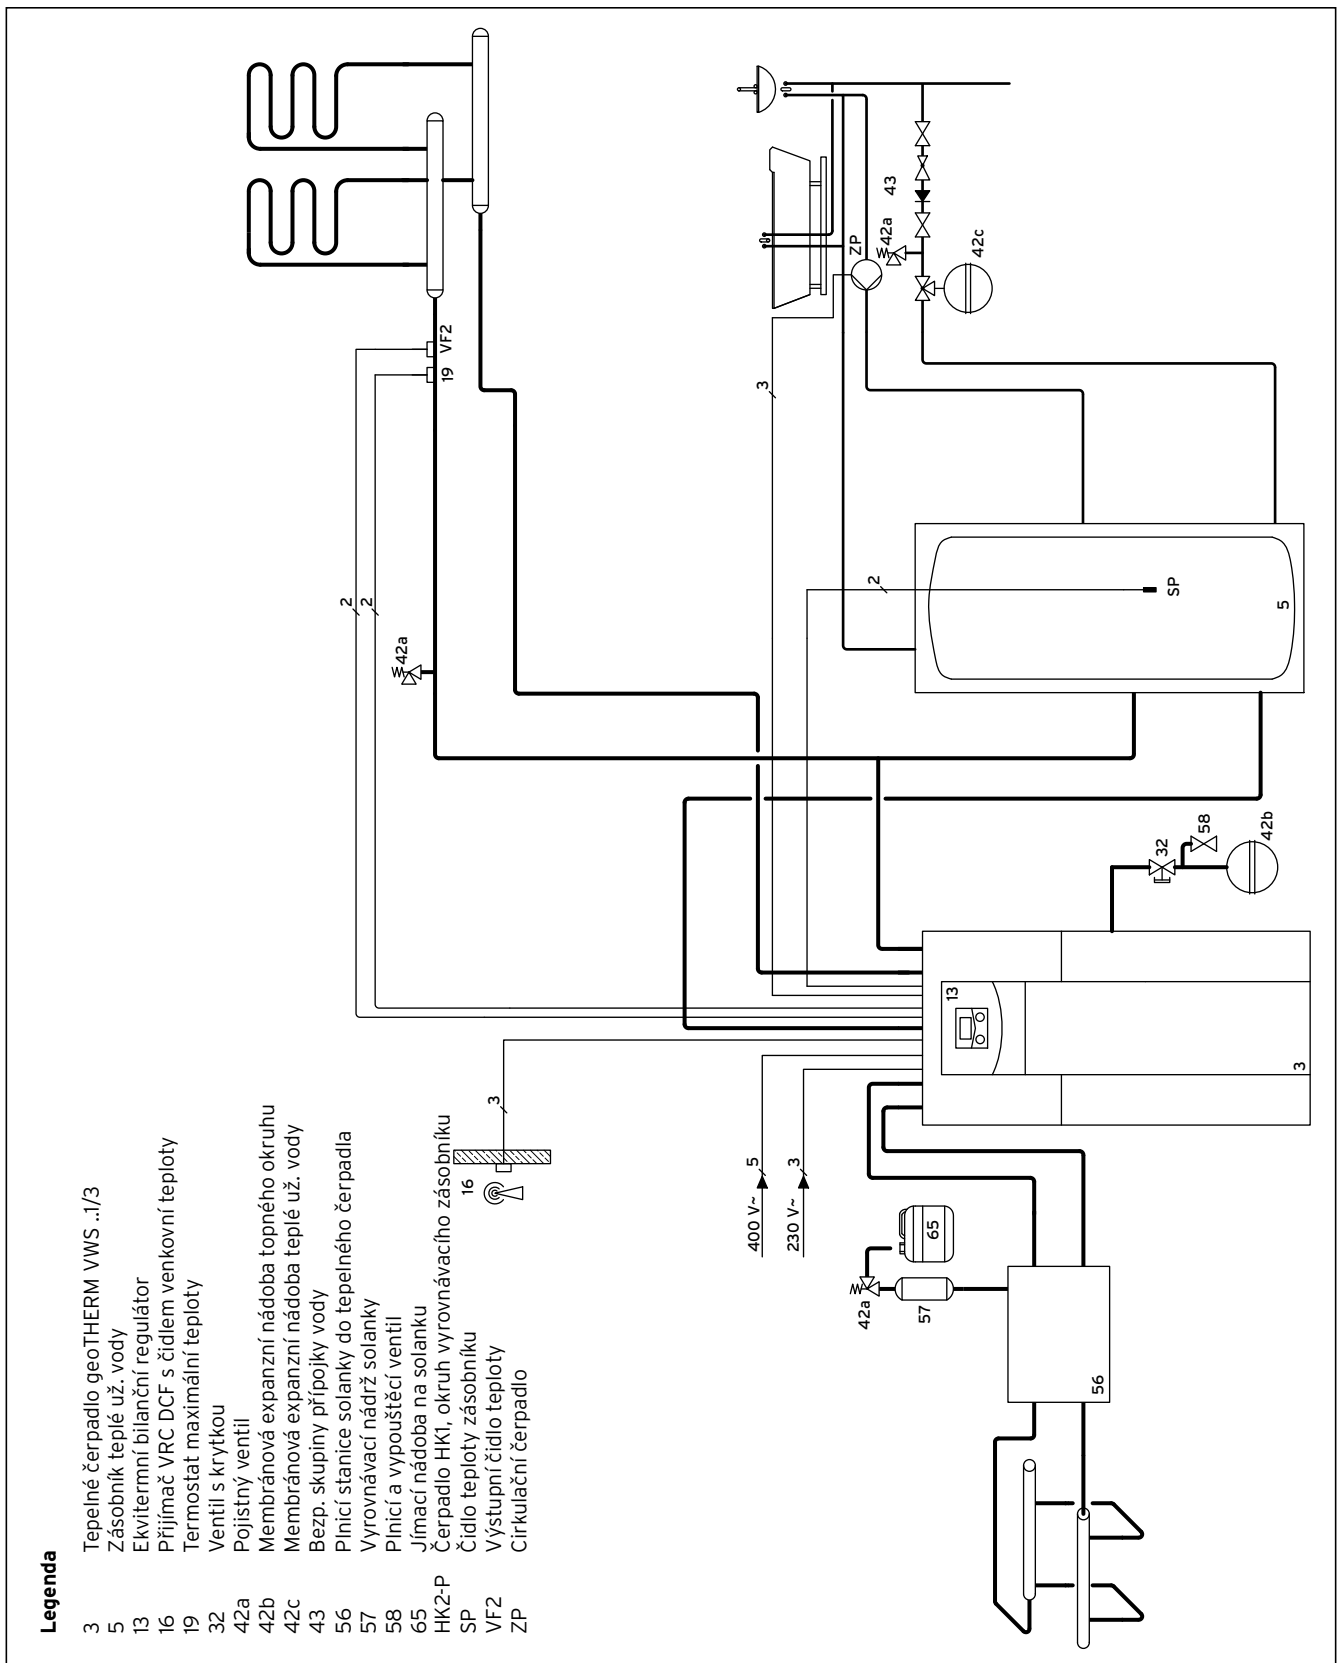 Legenda
3 Tepelné čerpadlo geoTHERM VWS ..1/3
5 Zásobník teplé už. vody
13 Ekvitermní bilanční regulátor
16 Přijímač VRC DCF s čidlem venkovní teploty
19 Termostat maximální teploty
32 Ventil s krytkou
42a Pojistný ventil
42b Membránová expanzní nádoba topného okruhu
42c Membránová expanzní nádoba teplé už. vody
43 Bezp. skupiny přípojky vody
56 Plnicí stanice solanky do tepelného čerpadla
57 Vyrovnávací nádrž solanky
58 Plnicí a vypouštěcí ventil
65 Jímací nádoba na solanku
HK2-P Čerpadlo HK1, okruh vyrovnávacího zásobníku
SP Čidlo teploty zásobníku
VF2 Výstupní čidlo teploty
ZP Cirkulační čerpadlo
16
3
400 V~
5
230 V~
3
42a
57
65
56
3
13
32
58
42b
42a
2
2
19
VF2
3
2
SP
5
ZP
42a
43
42c